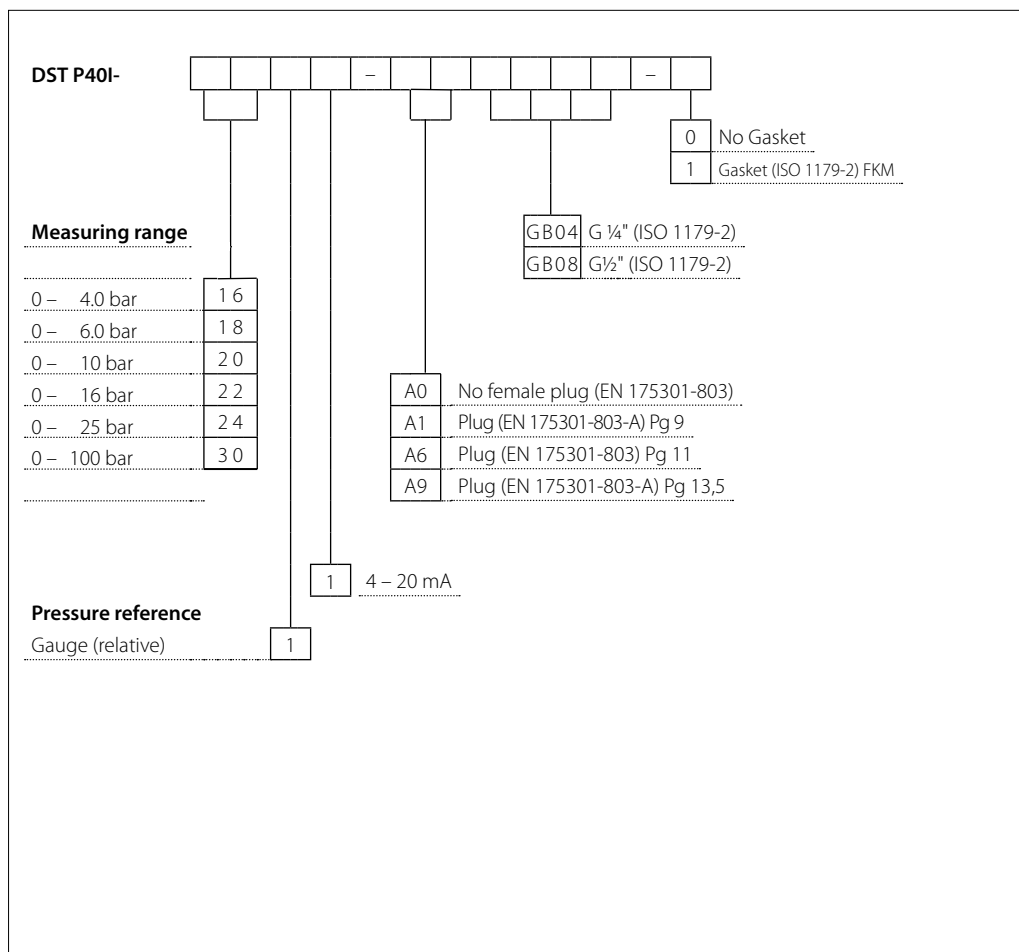 DST P40I-
– –
0 No Gasket
1 Gasket (ISO 1179-2) FKM
Measuring range
GB04 G ¼" (ISO 1179-2)
GB08 G½" (ISO 1179-2)
0 – 4.0 bar 16
0 – 6.0 bar 18
0 – 10 bar 20
0 – 16 bar 22
0 – 25 bar 24
0 – 100 bar 30
A0 No female plug (EN 175301-803)
A1 Plug (EN 175301-803-A) Pg 9
A6 Plug (EN 175301-803) Pg 11
A9 Plug (EN 175301-803-A) Pg 13,5
1 4 – 20 mA
Pressure reference
Gauge (relative) 1